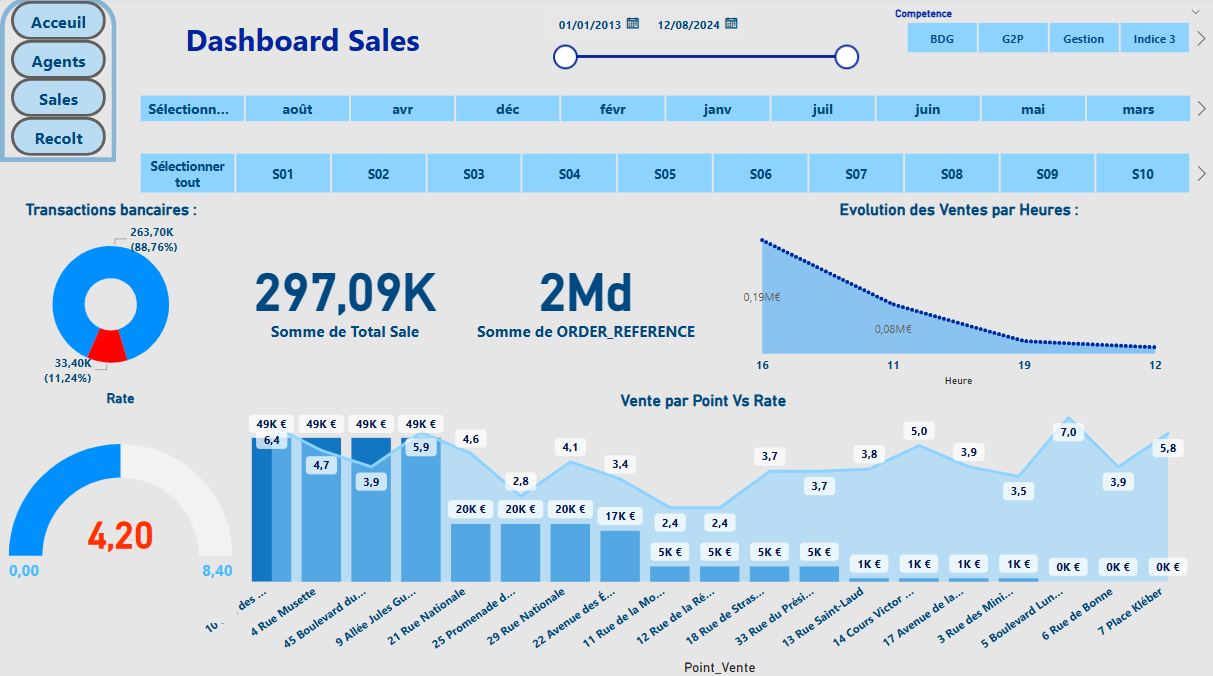 Acceuil
Agents
Sales
Recolt
Dashboard Sales
01/01/2013 12/08/2024
Competence
BDG G2P Gestion Indice 3
Sélectionn... août avr déc févr janv juil juin mai mars
Sélectionner tout S01 S02 S03 S04 S05 S06 S07 S08 S09 S10
Transactions bancaires :
263,70K
(88,76%)
33,40K
(11,24%)
297,09K
Somme de Total Sale
2Md
Somme de ORDER_REFERENCE
Evolution des Ventes par Heures :
0,19M€
0,08M€
16 11 19 12
Heure
Rate
4,20
0,00 8,40
Vente par Point Vs Rate
49K € 49K € 49K € 49K € 20K € 20K € 20K € 17K € 5K € 5K € 5K € 5K € 1K € 1K € 1K € 1K € 0K € 0K € 0K €
6,4 4,7 3,9 5,9 4,6 2,8 4,1 3,4 2,4 2,4 3,7 3,7 3,8 5,0 3,9 3,5 7,0 3,9 5,8
des ...
4 Rue Musette
45 Boulevard du...
9 Allée Jules Gu...
21 Rue Nationale
25 Promenade d...
29 Rue Nationale
22 Avenue des É...
11 Rue de la Mo...
12 Rue de la Ré...
18 Rue de Stras...
33 Rue du Prési...
13 Rue Saint-Laud
14 Cours Victor ...
17 Avenue de la...
3 Rue des Mini...
5 Boulevard Lun...
6 Rue de Bonne
7 Place Kléber
Point_Vente